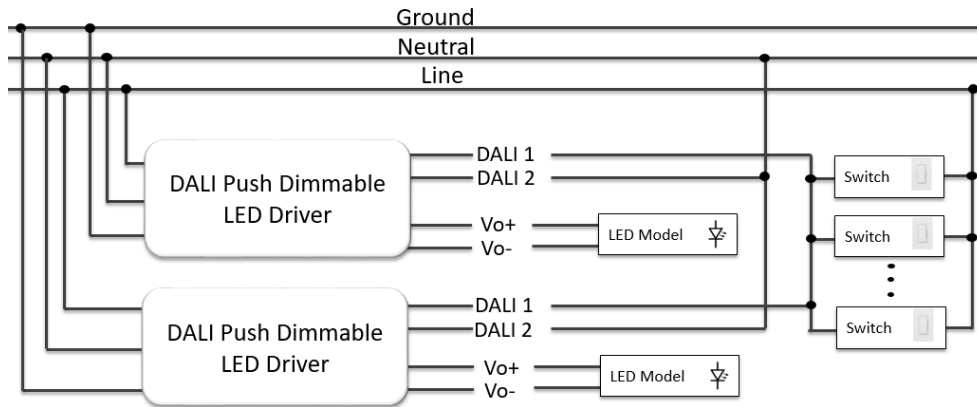 Ground
Neutral
Line
DALI Push Dimmable
LED Driver
DALI 1
DALI 2
Vo+
Vo-
LED Model
Switch
Switch
Switch
DALI Push Dimmable
LED Driver
DALI 1
DALI 2
Vo+
Vo-
LED Model